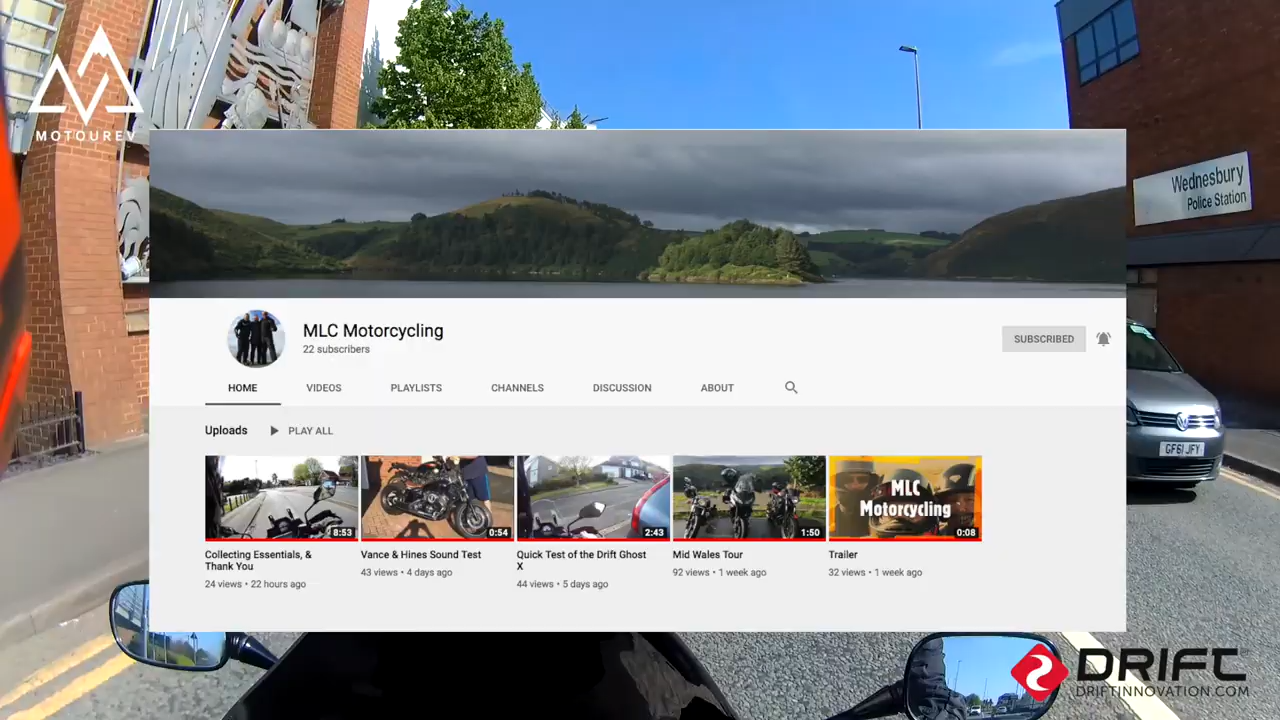 MOTOUREV
Wednesbury
Police Station
MLC Motorcycling
22 subscribers
SUBSCRIBED
HOME VIDEOS PLAYLISTS CHANNELS DISCUSSION ABOUT
Uploads PLAY ALL
8:53
0:54
2:43
1:50
MLC
Motorcycling
0:08
Collecting Essentials, &
Thank You
24 views • 22 hours ago
Vance & Hines Sound Test
43 views • 4 days ago
Quick Test of the Drift Ghost
X
44 views • 5 days ago
Mid Wales Tour
92 views • 1 week ago
Trailer
32 views • 1 week ago
GF61 JFY
DRIFT
DRIFTINNOVATION.COM